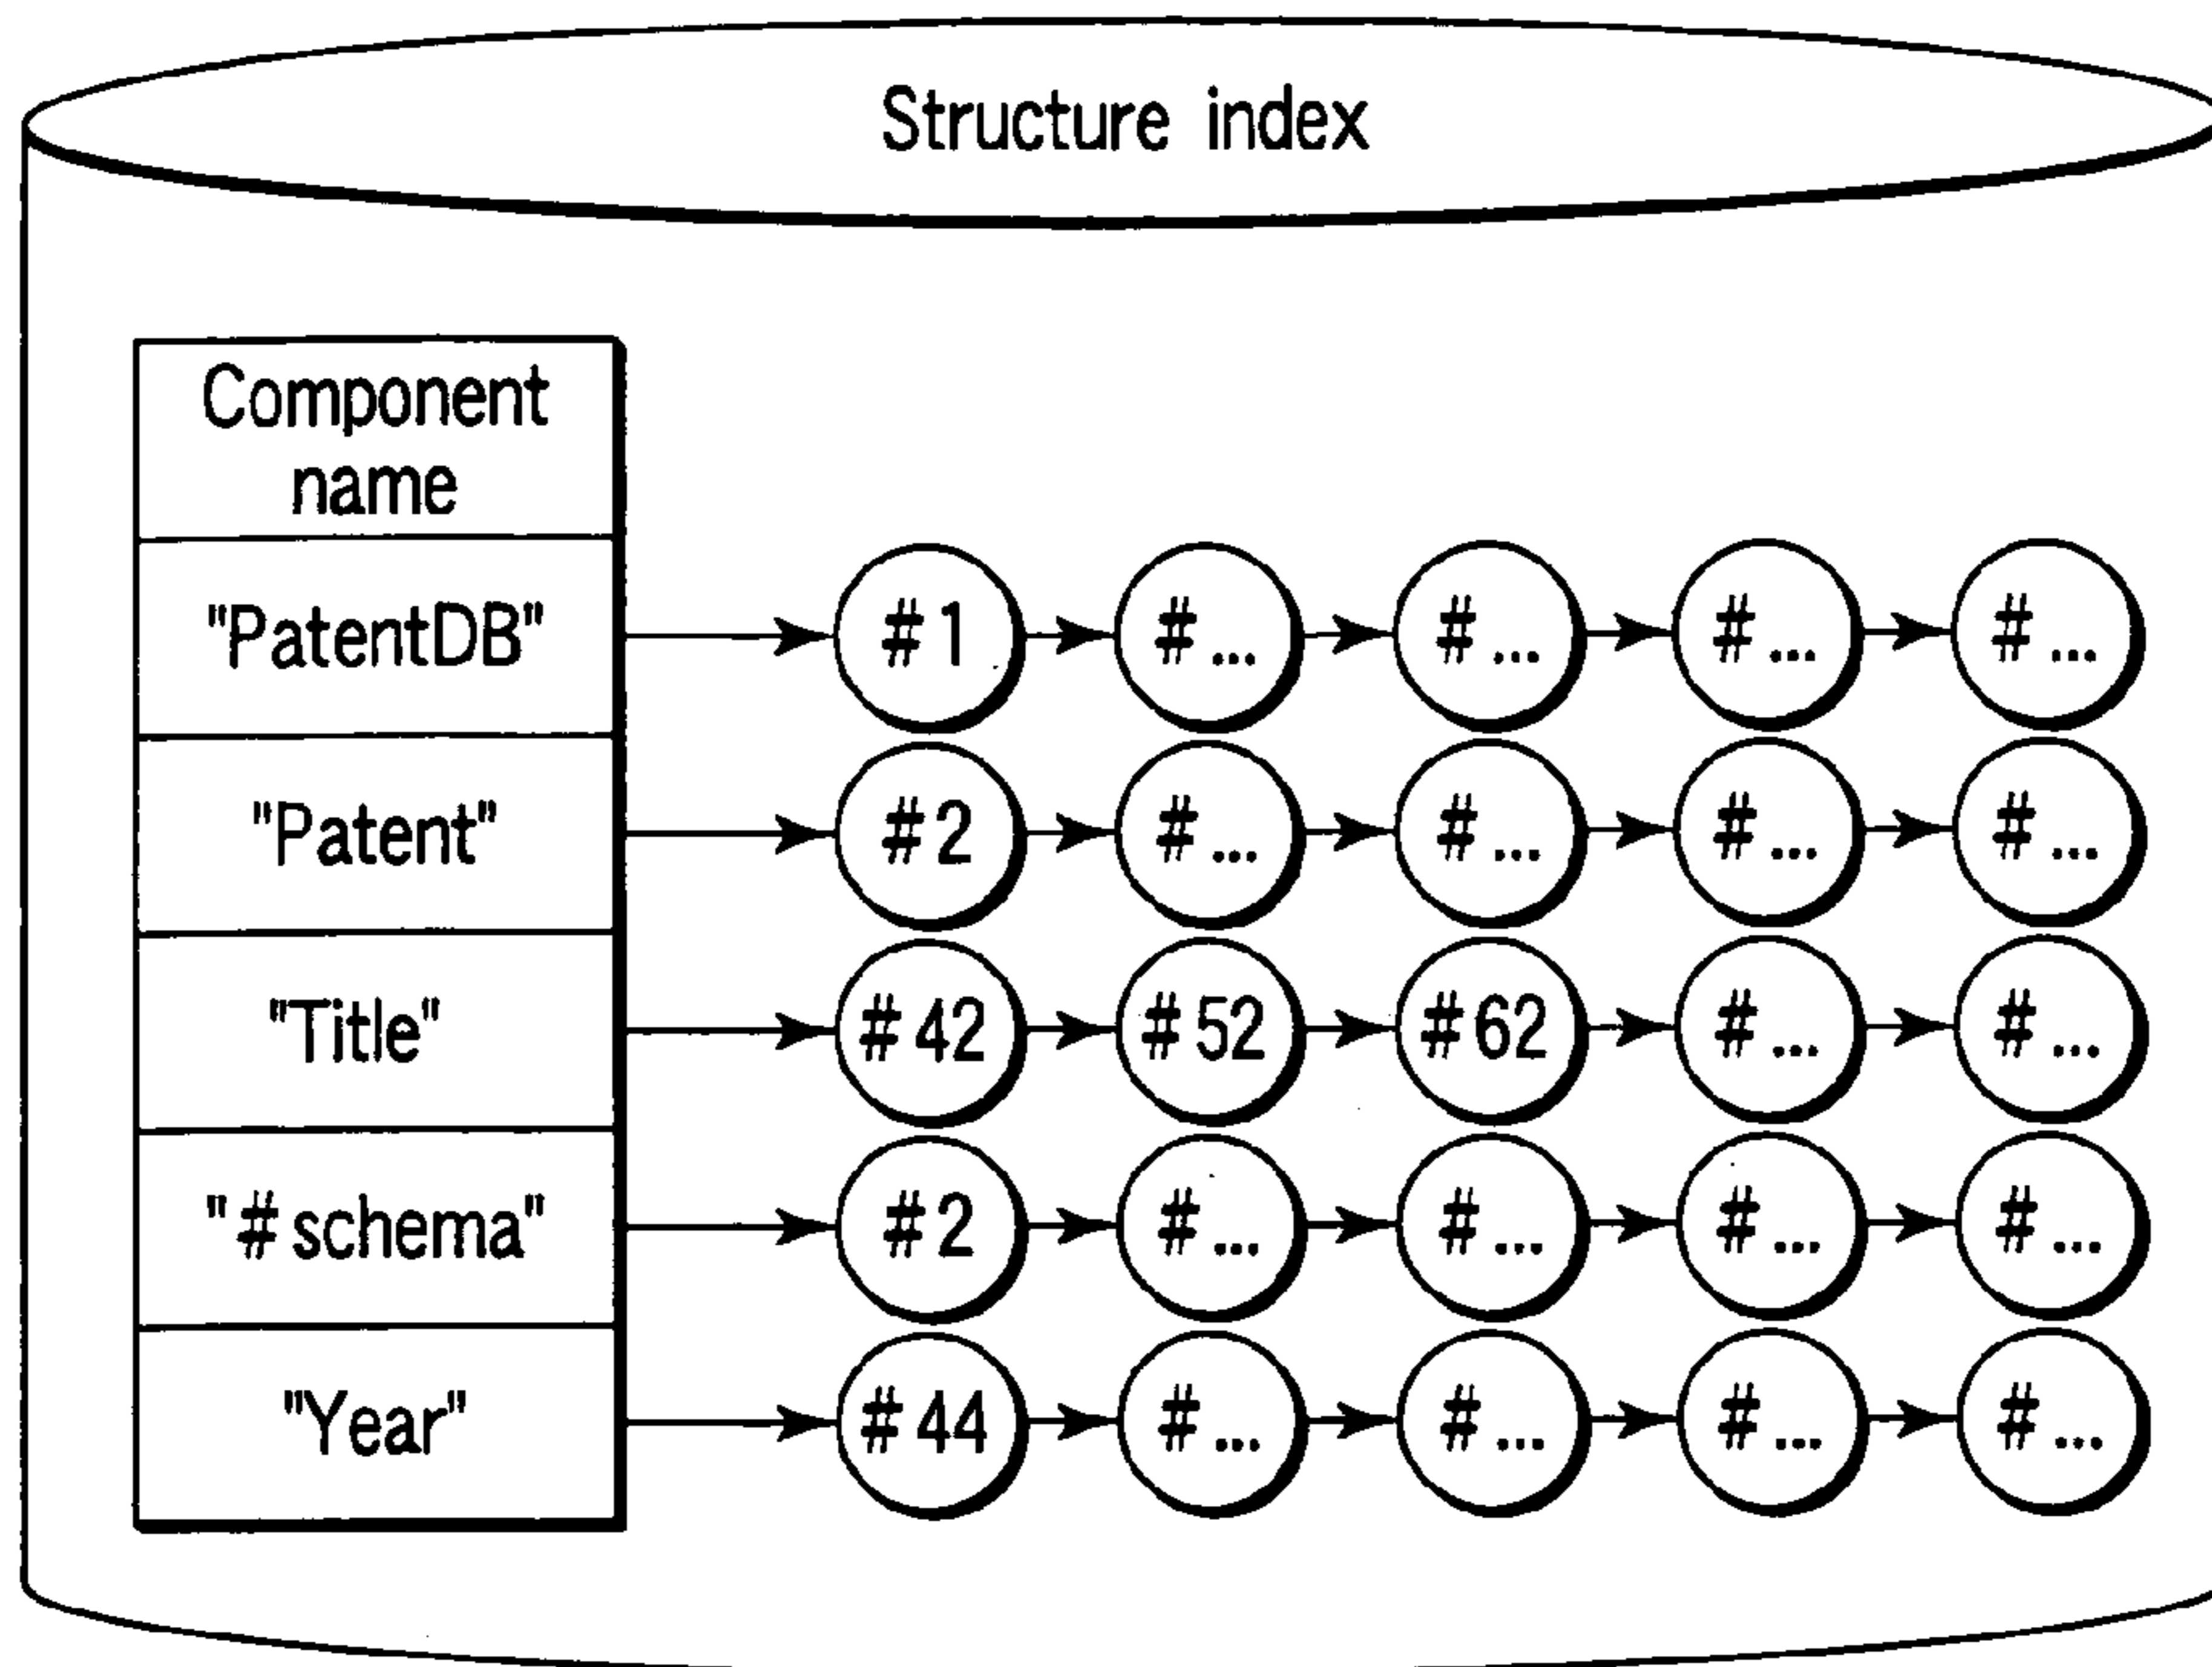 Structure index
Component
name
"PatentDB" #1 #... #... #... #...
"Patent" #2 #... #... #... #...
"Title" #42 #52 #62 #... #...
"#schema" #2 #... #... #... #...
"Year" #44 #... #... #... #...